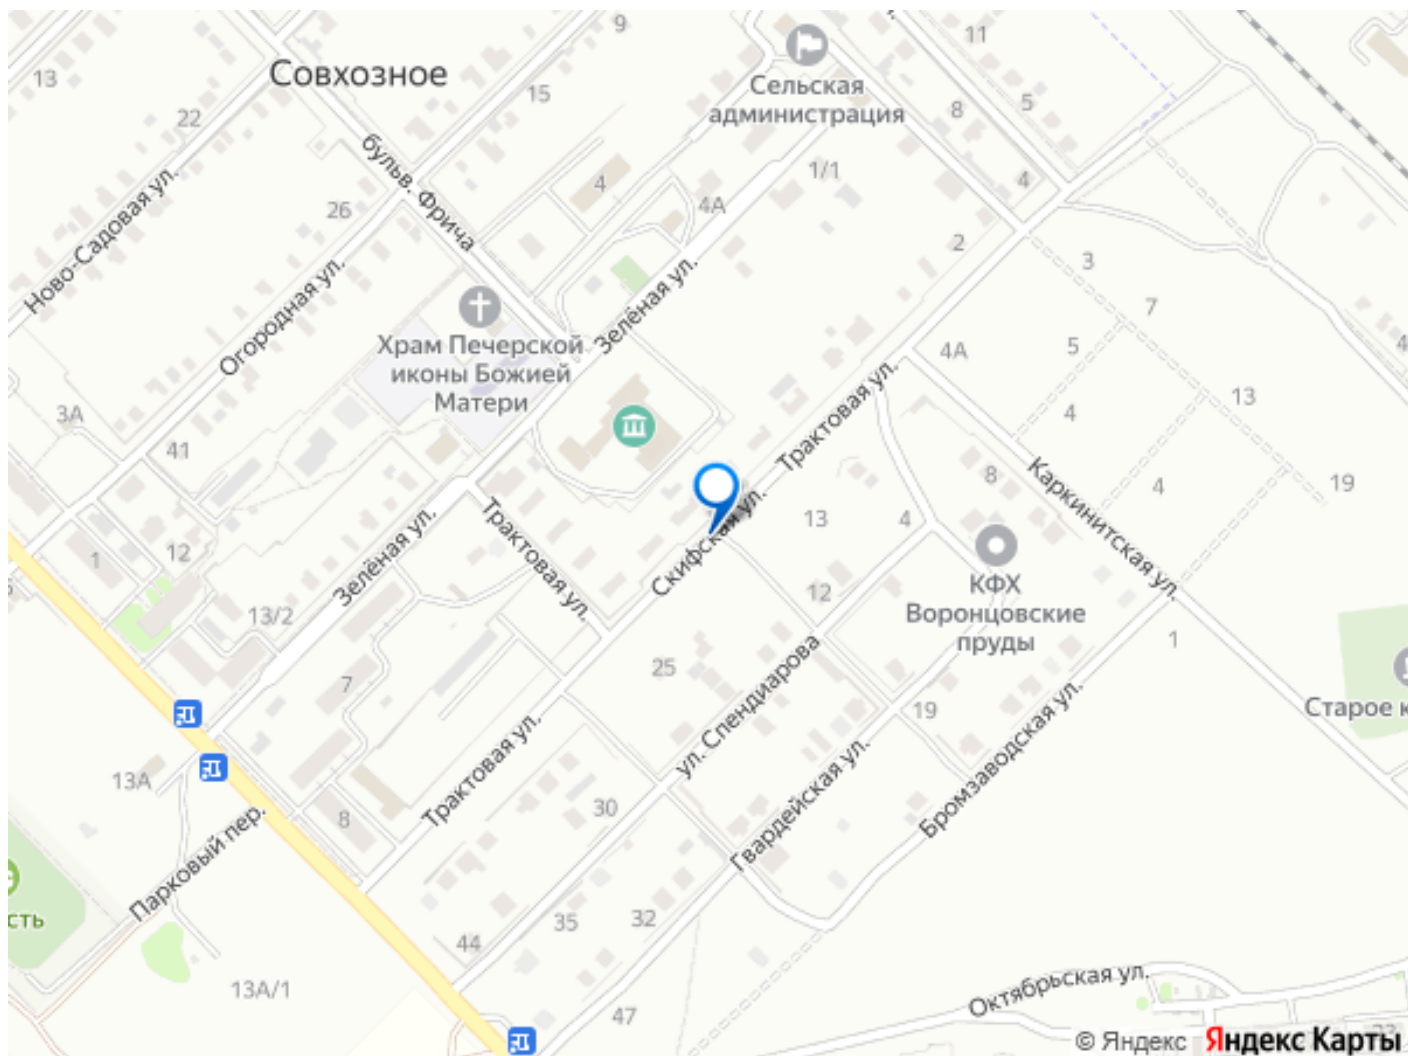 9
11
13
Совхозное
15
5
Сельская
администрация
8
22
бульв. Фрича
4
1/1
4
4А
26
2
3
Ново-Садовая ул.
Огородная ул.
Зелёная ул.
7
Храм Печерской
иконы Божией
Матери
5
4А
4
13
3А
41
4
Трактовая ул.
Каркинитская ул.
8
4
19
Трактовая ул.
Скифская ул.
13
4
1
12
Зелёная ул.
КФХ
Воронцовские
пруды
12
13/2
1
25
7
ул. Спендиарова
19
Старое к
Бромзаводская ул.
Гвардейская ул.
13А
Трактовая ул.
30
8
Парковый пер.
сть
35
32
44
13А/1
Октябрьская ул.
47
23
© Яндекс Яндекс Карты